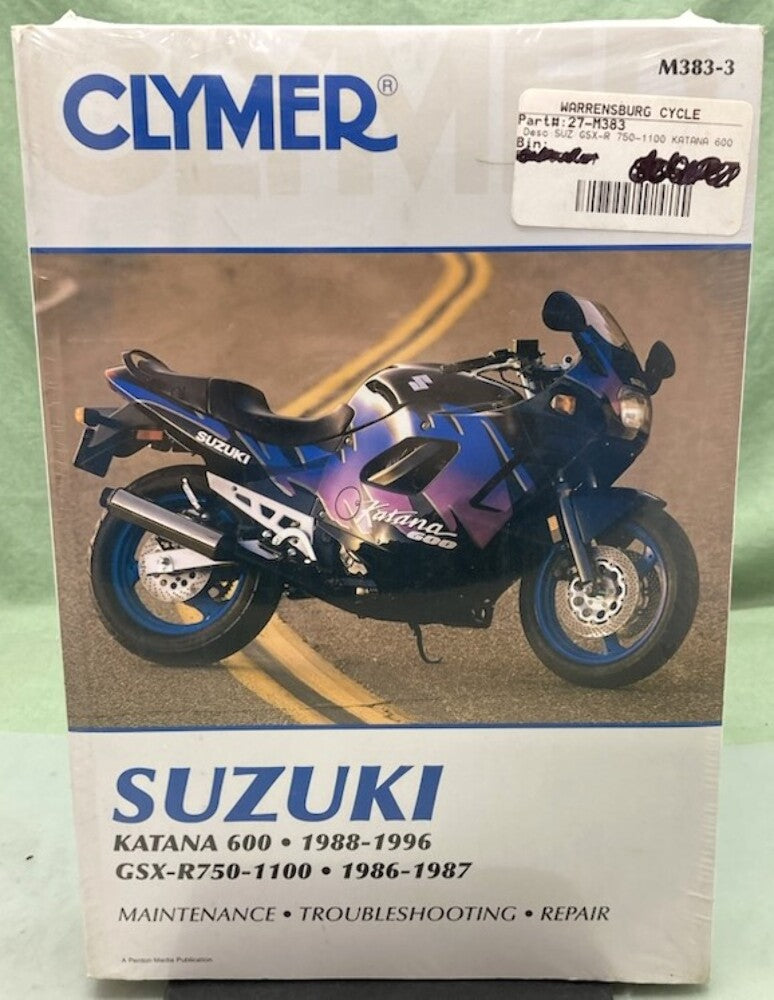 CLYMER®
M383-3
WARRENSBURG CYCLE
Part#:27-M383
Desc SUZ GSX-R 750-1100 KATANA 600
Bin:
SUZUKI
Katana
600
SUZUKI
KATANA 600 • 1988-1996
GSX-R750-1100 • 1986-1987
MAINTENANCE • TROUBLESHOOTING • REPAIR
A Penton Media Publication